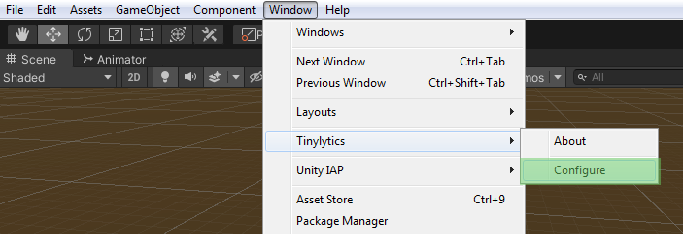 File Edit Assets GameObject Component Window Help
Scene Animator
Shaded 2D
Windows
Next Window Ctrl+Tab
Previous Window Ctrl+Shift+Tab
mos All
Layouts
Tinylytics
About
Unity IAP
Configure
Asset Store Ctrl-9
Package Manager